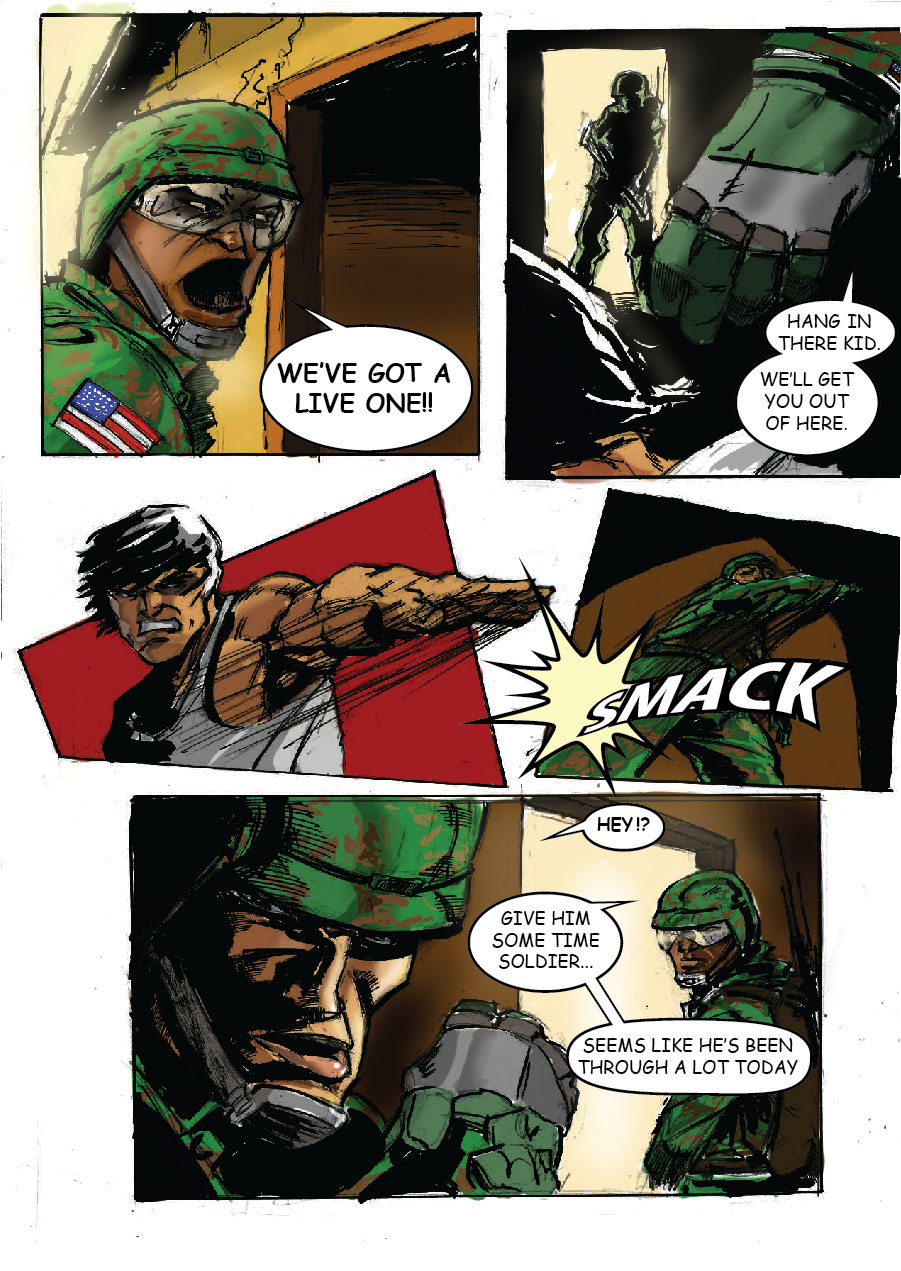 WE'VE GOT A
LIVE ONE!!
HANG IN
THERE KID.
WE'LL GET
YOU OUT
OF HERE.
SMACK
HEY!?
GIVE HIM
SOME TIME
SOLDIER...
SEEMS LIKE HE'S BEEN
THROUGH A LOT TODAY